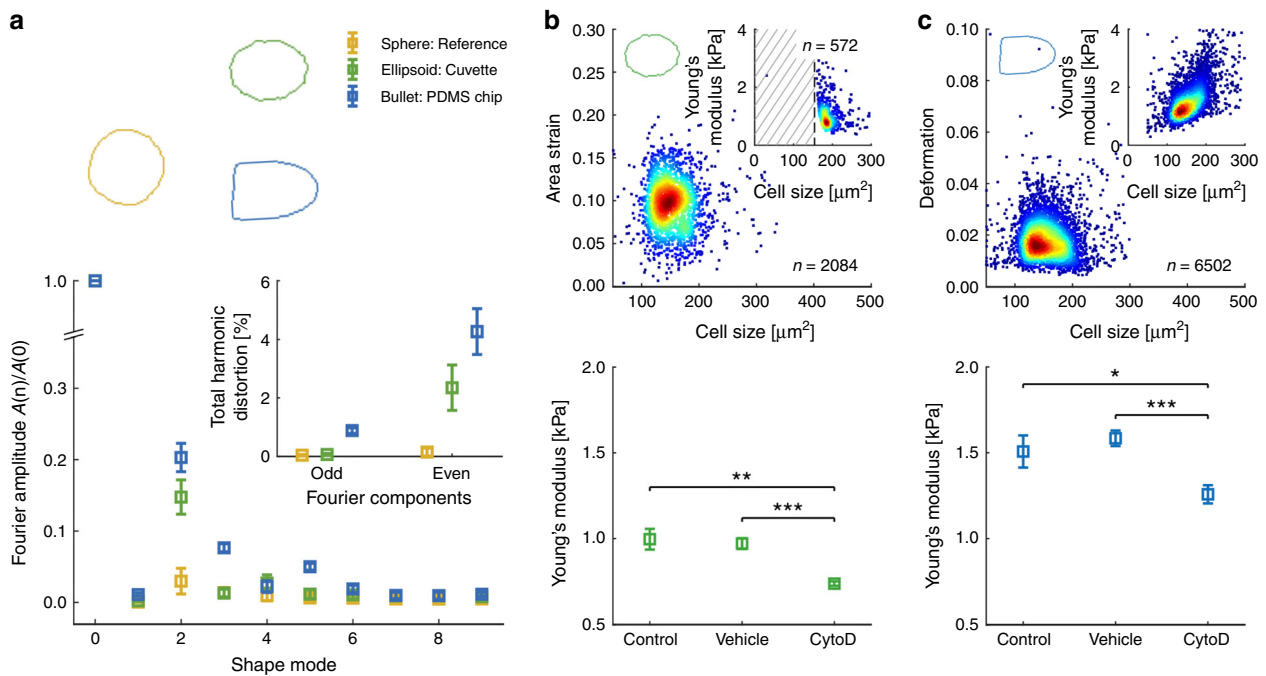 a
Sphere: Reference
Ellipsoid: Cuvette
Bullet: PDMS chip
Fourier amplitude A(n)/A(0)
1.0
0.3
0.2
0.1
0.0
0
2
4
6
8
Shape mode
Total harmonic
distortion [%]
6
4
2
0
Odd
Even
Fourier components
b
Area strain
0.30
0.25
0.20
0.15
0.10
0.05
0.00
100
200
300
400
500
Cell size [μm²]
n = 2084
Young's
modulus [kPa]
4
2
0
n = 572
0
100
200
300
Cell size [μm²]
Young's modulus [kPa]
2.0
1.5
1.0
0.5
**
***
Control
Vehicle
CytoD
c
Deformation
0.10
0.08
0.06
0.04
0.02
0.00
100
200
300
400
500
Cell size [μm²]
n = 6502
Young's
modulus [kPa]
4
2
0
0
100
200
300
Cell size [μm²]
Young's modulus [kPa]
2.0
1.5
1.0
0.5
*
***
Control
Vehicle
CytoD